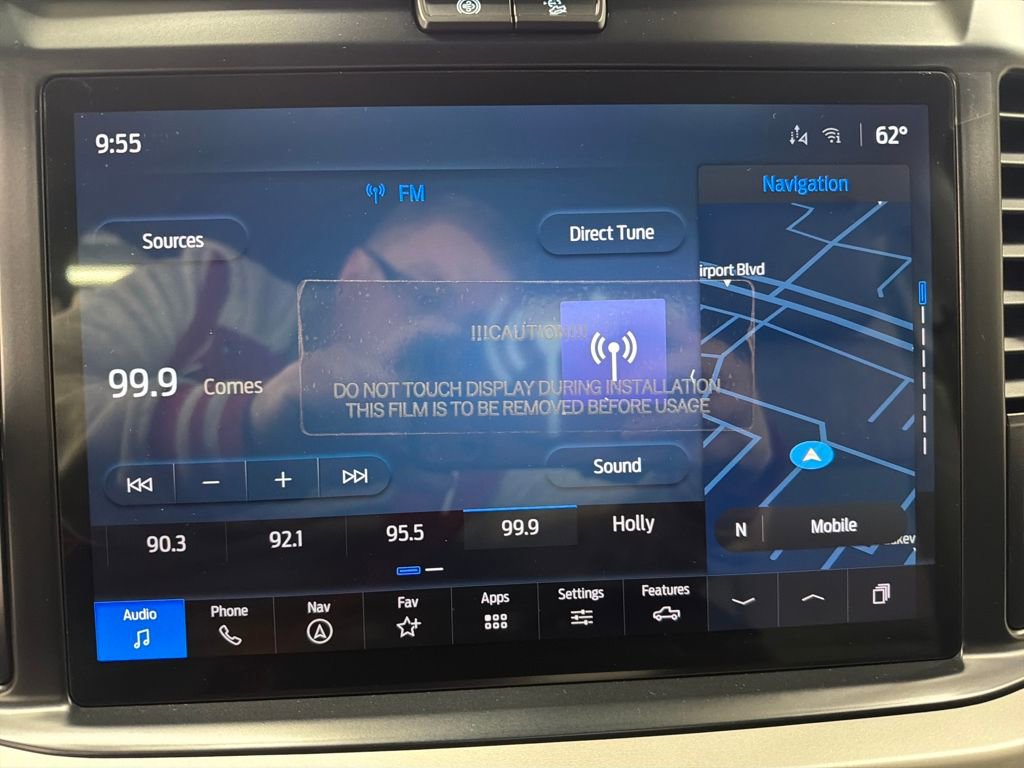 9:55
62°
FM
Navigation
Sources
Direct Tune
irport Blvd
!!!CAUTION!!!
99.9 Comes
DO NOT TOUCH DISPLAY DURING INSTALLATION
THIS FILM IS TO BE REMOVED BEFORE USAGE
Sound
90.3
92.1
95.5
99.9
Holly
N
Mobile
akev
Audio
Phone
Nav
Fav
Apps
Settings
Features